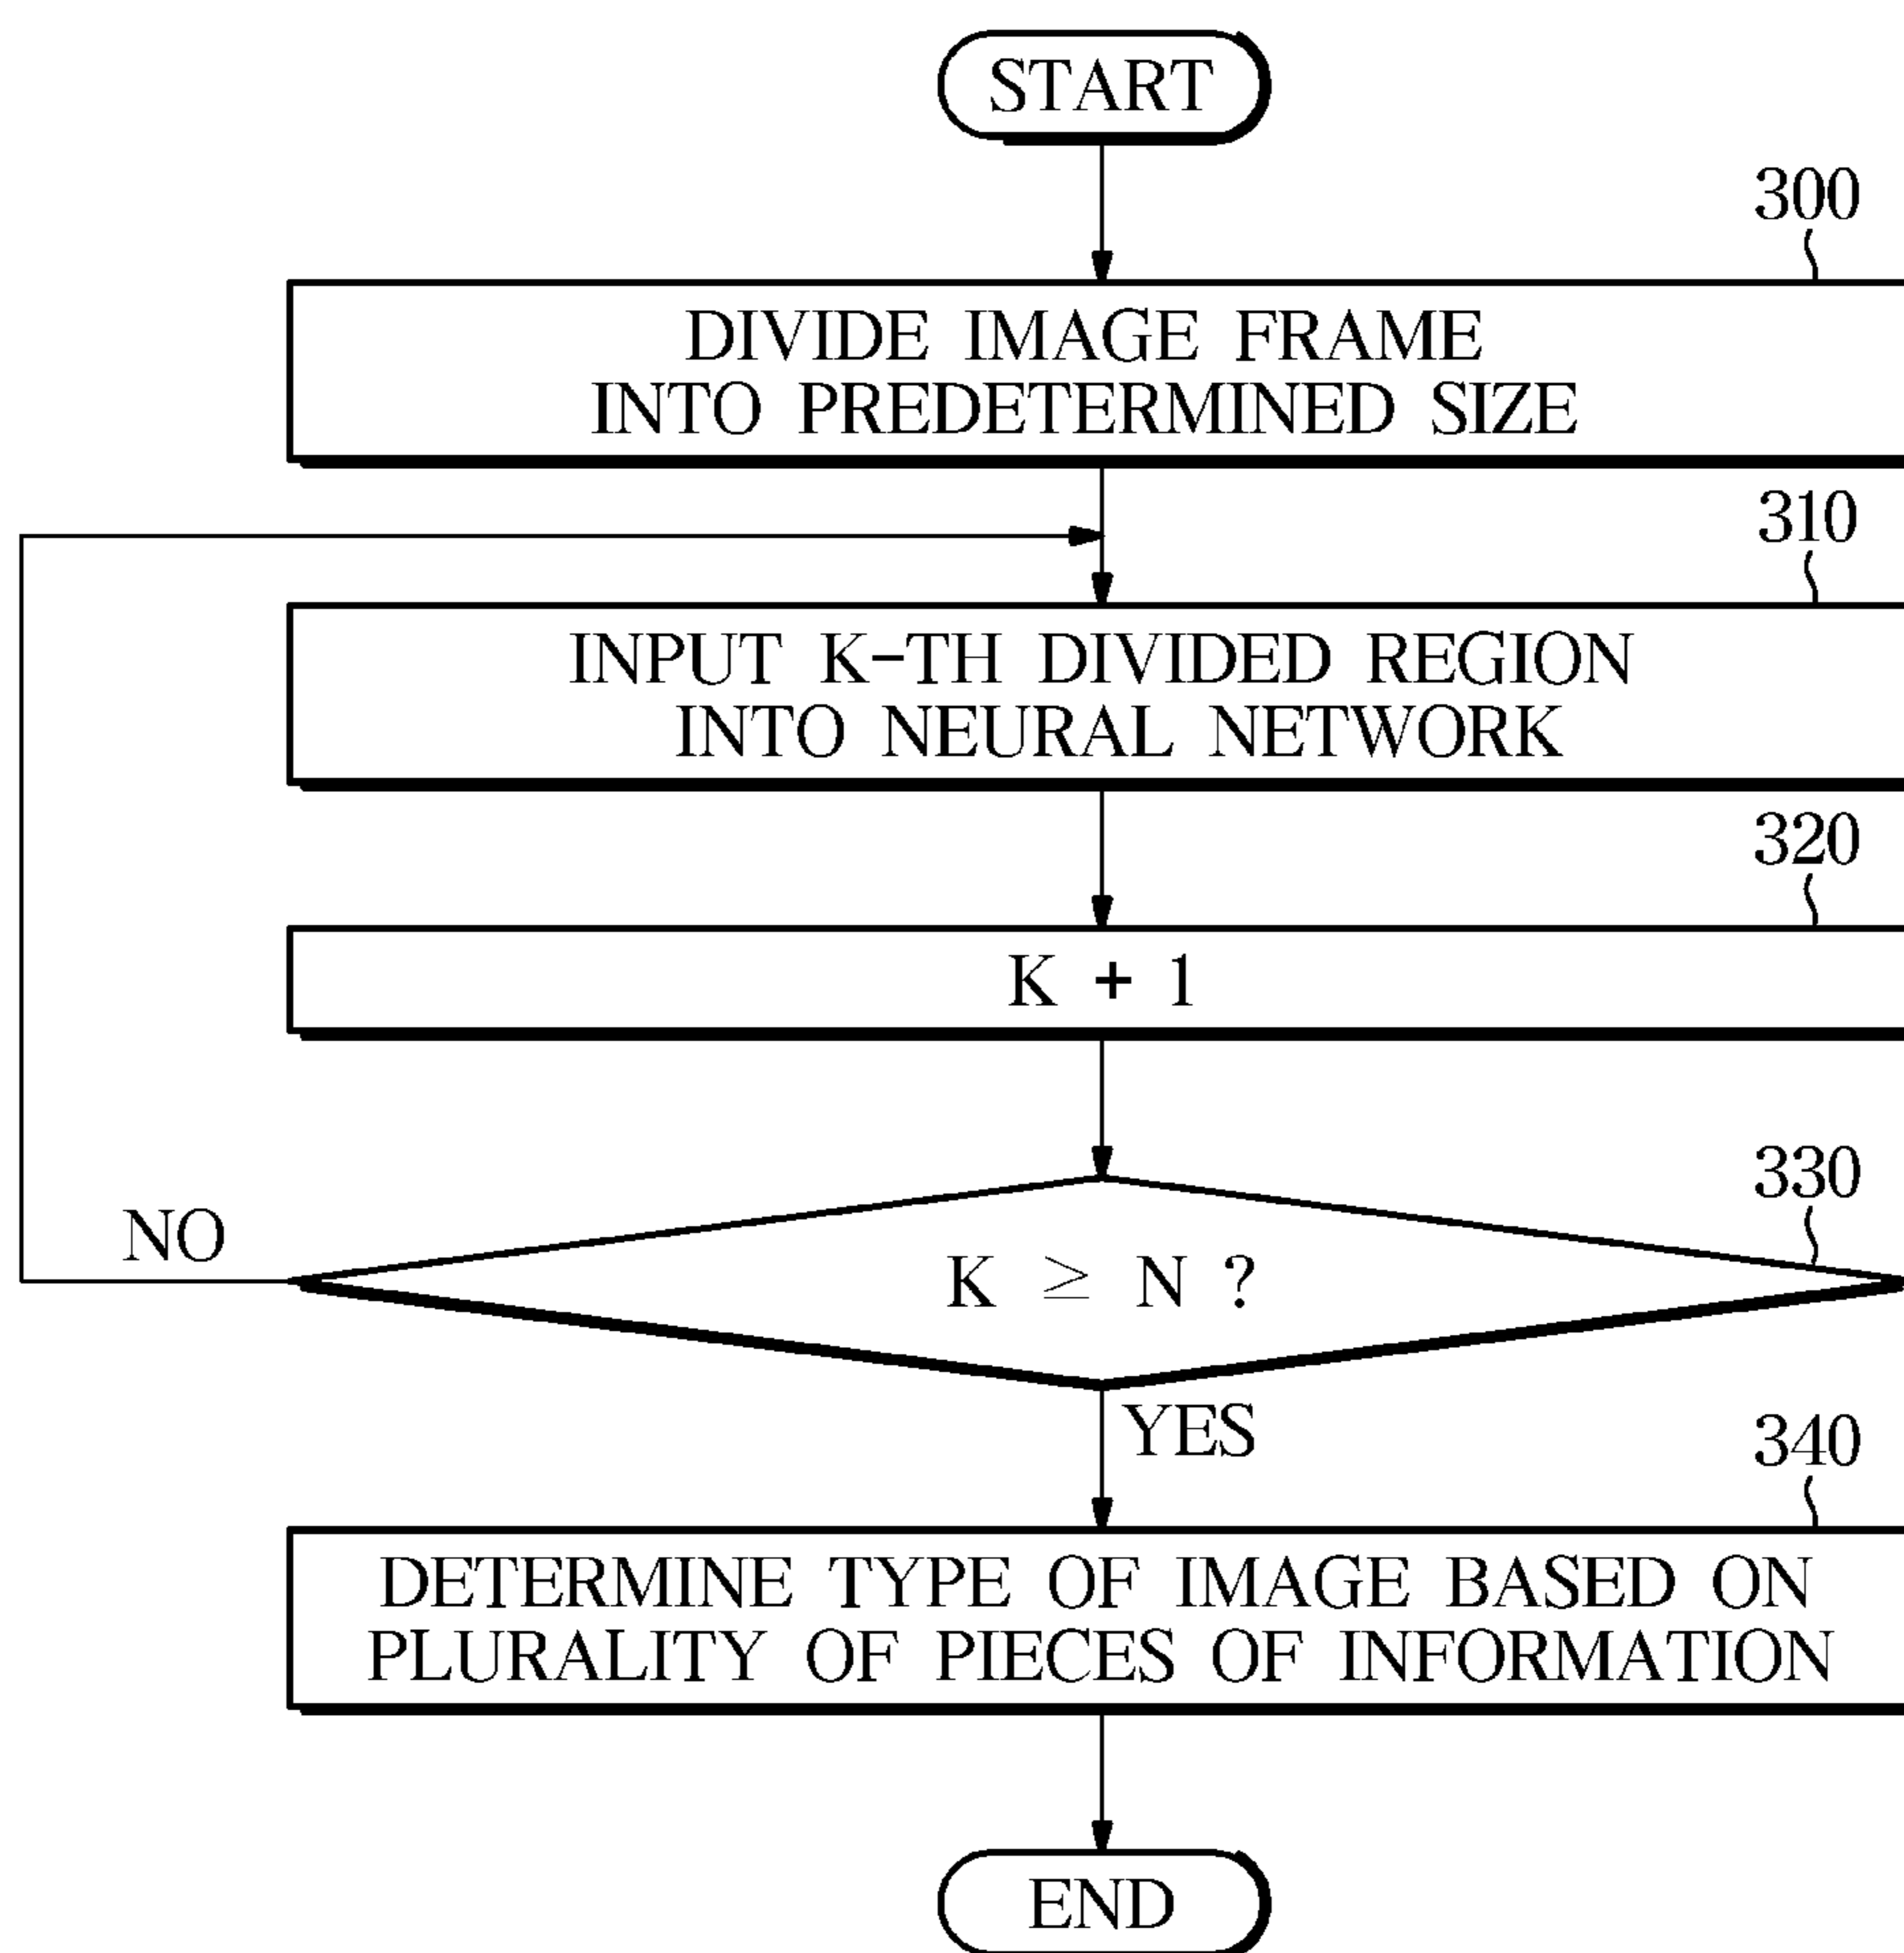 START
300
DIVIDE IMAGE FRAME
INTO PREDETERMINED SIZE
310
INPUT K-TH DIVIDED REGION
INTO NEURAL NETWORK
320
K + 1
330
NO
K ≥ N ?
YES
340
DETERMINE TYPE OF IMAGE BASED ON
PLURALITY OF PIECES OF INFORMATION
END